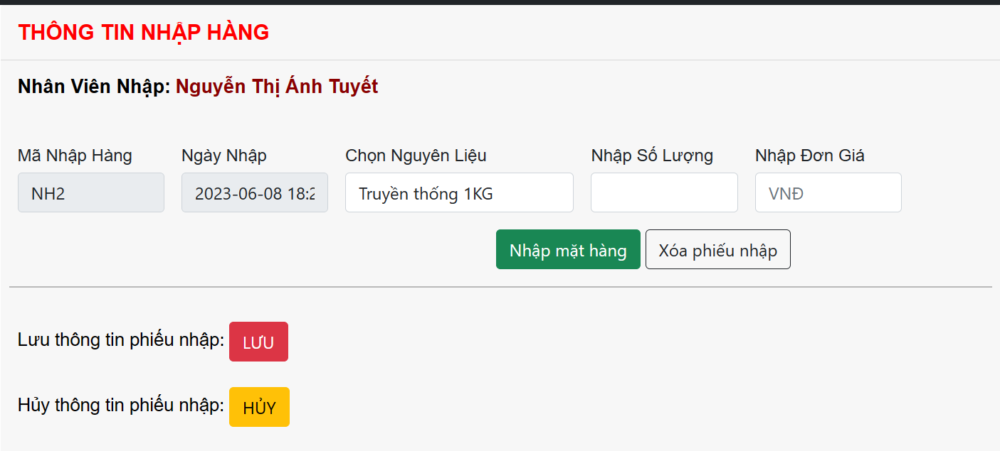 THÔNG TIN NHẬP HÀNG
Nhân Viên Nhập: Nguyễn Thị Ánh Tuyết
Mã Nhập Hàng Ngày Nhập Chọn Nguyên Liệu Nhập Số Lượng Nhập Đơn Giá
NH2 2023-06-08 18:2 Truyền thống 1KG VNĐ
Nhập mặt hàng Xóa phiếu nhập
Lưu thông tin phiếu nhập: LƯU
Hủy thông tin phiếu nhập: HỦY